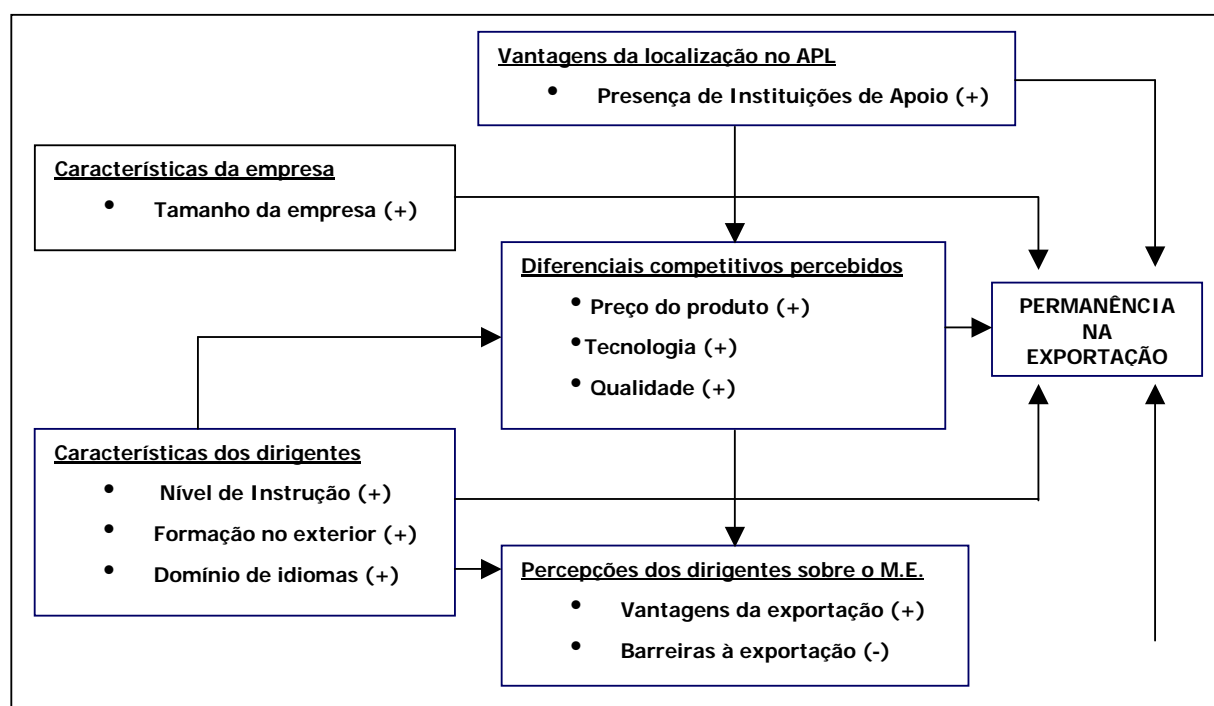 Vantagens da localização no APL
• Presença de Instituições de Apoio (+)
Características da empresa
• Tamanho da empresa (+)
Diferenciais competitivos percebidos
• Preço do produto (+)
• Tecnologia (+)
• Qualidade (+)
PERMANÊNCIA
NA
EXPORTAÇÃO
Características dos dirigentes
• Nível de Instrução (+)
• Formação no exterior (+)
• Domínio de idiomas (+)
Percepções dos dirigentes sobre o M.E.
• Vantagens da exportação (+)
• Barreiras à exportação (-)